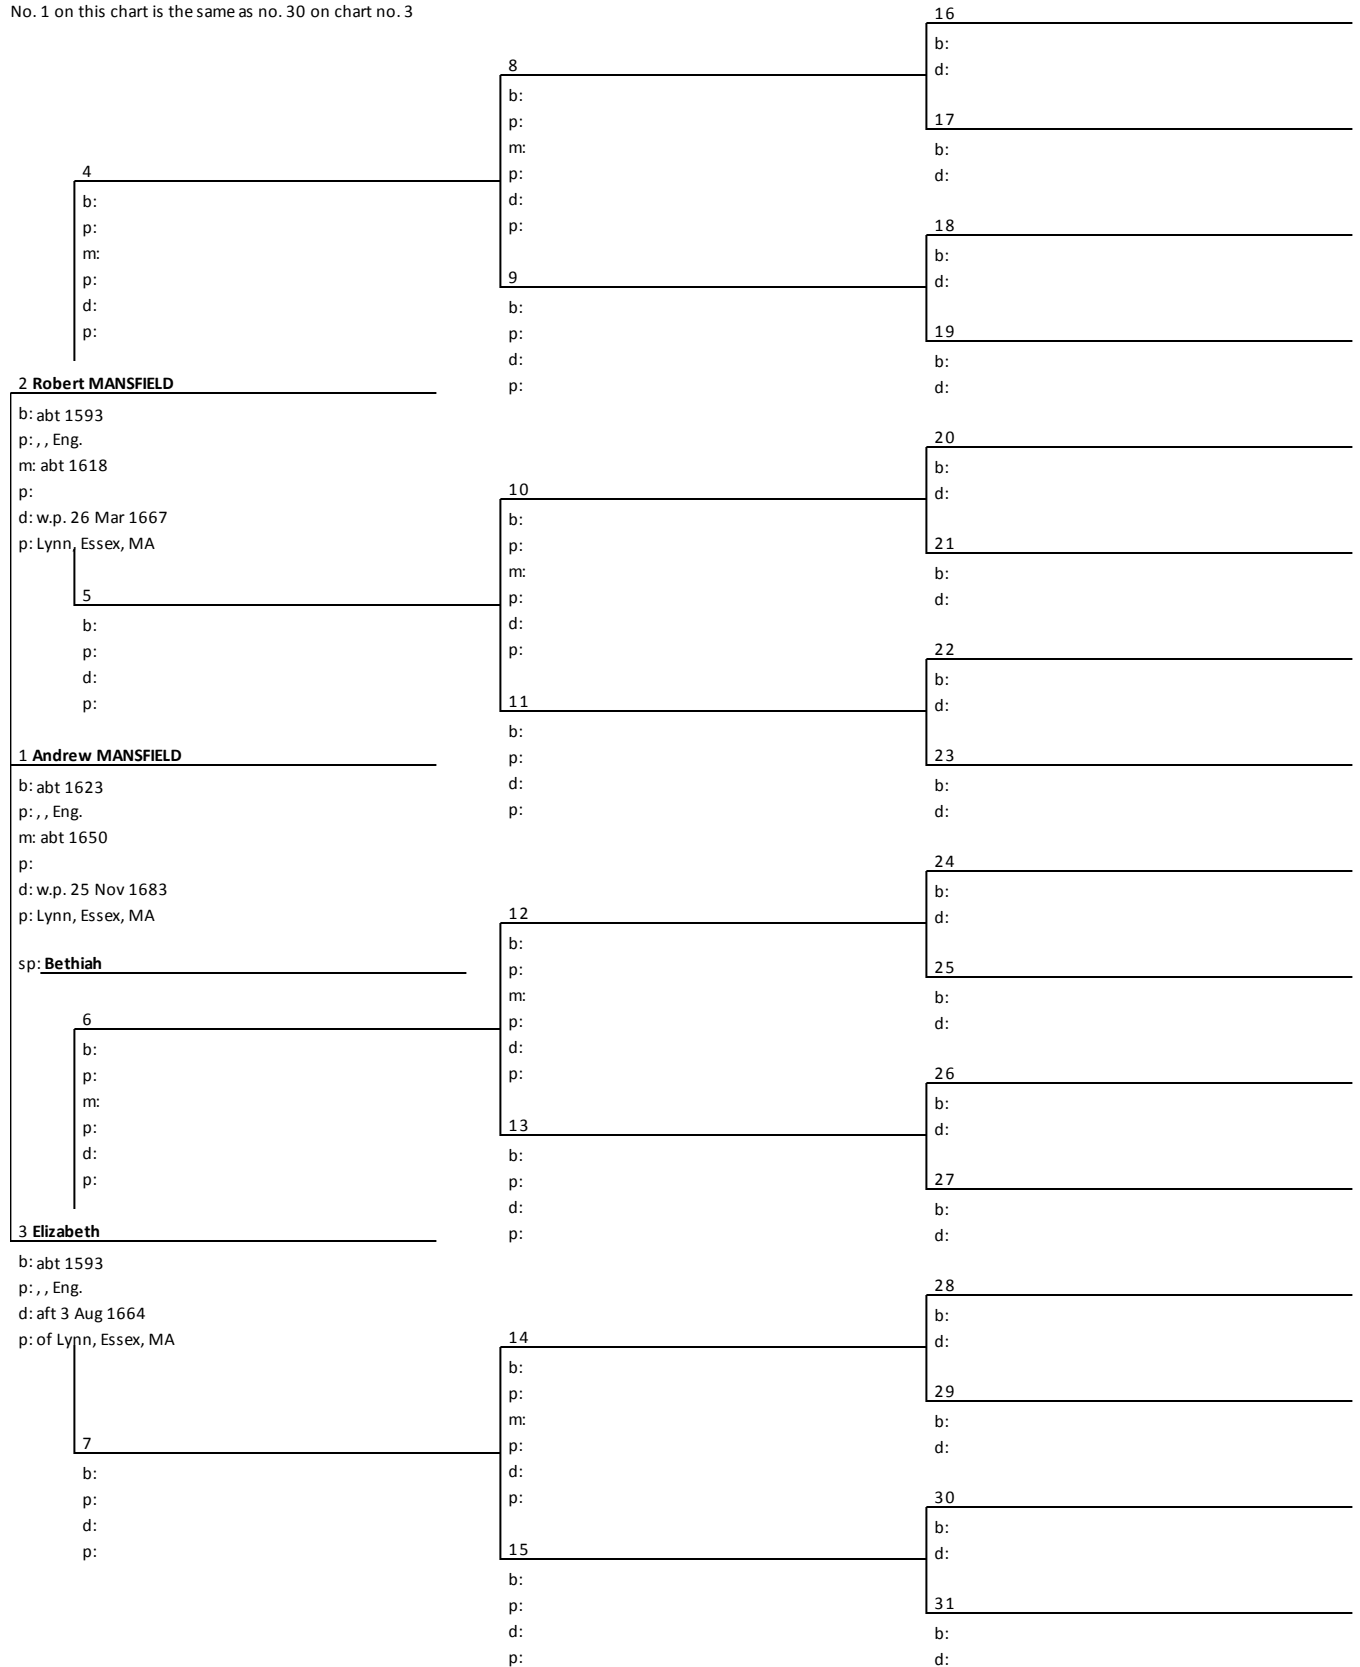 No. 1 on this chart is the same as no. 30 on chart no. 3
16
b:
d:
8
b:
p:
m:
p:
d:
p:
17
b:
d:
4
b:
p:
m:
p:
d:
p:
18
b:
d:
9
b:
p:
d:
p:
19
b:
d:
2 Robert MANSFIELD
b: abt 1593
p: , , Eng.
m: abt 1618
p:
d: w.p. 26 Mar 1667
p: Lynn, Essex, MA
20
b:
d:
10
b:
p:
m:
p:
d:
p:
21
b:
d:
5
b:
p:
d:
p:
22
b:
d:
11
b:
p:
d:
p:
23
b:
d:
1 Andrew MANSFIELD
b: abt 1623
p: , , Eng.
m: abt 1650
p:
d: w.p. 25 Nov 1683
p: Lynn, Essex, MA
sp: Bethiah
24
b:
d:
12
b:
p:
m:
p:
d:
p:
25
b:
d:
6
b:
p:
m:
p:
d:
p:
26
b:
d:
13
b:
p:
d:
p:
27
b:
d:
3 Elizabeth
b: abt 1593
p: , , Eng.
d: aft 3 Aug 1664
p: of Lynn, Essex, MA
28
b:
d:
14
b:
p:
m:
p:
d:
p:
29
b:
d:
7
b:
p:
d:
p:
30
b:
d:
15
b:
p:
d:
p:
31
b:
d: